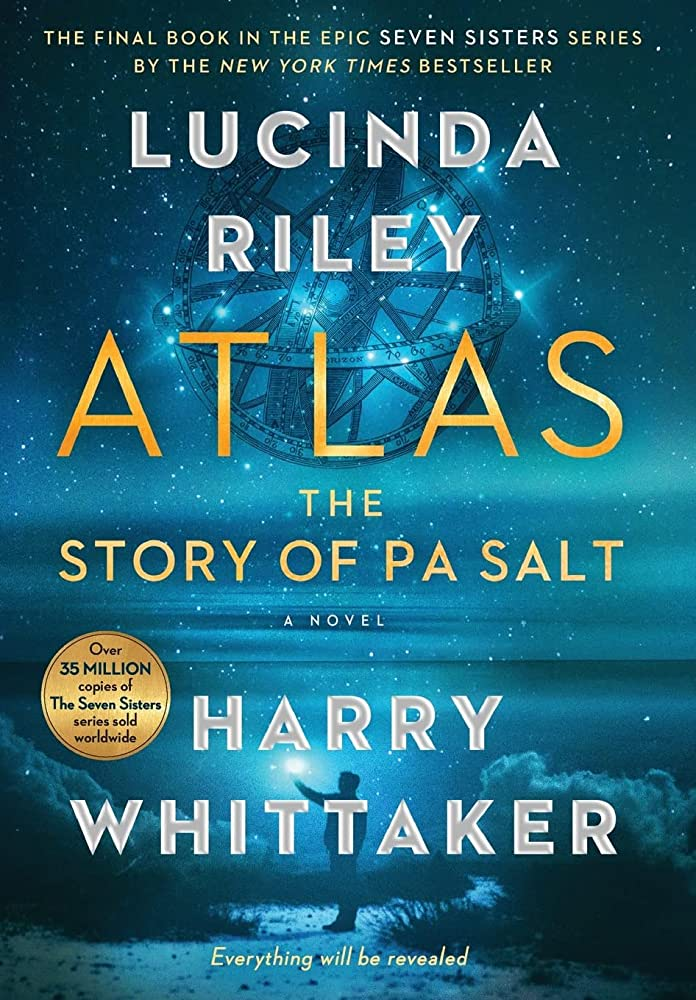 THE FINAL BOOK IN THE EPIC SEVEN SISTERS SERIES
BY THE NEW YORK TIMES BESTSELLER
LUCINDA
RILEY
HORIZON
ATLAS
THE
STORY OF PA SALT
A NOVEL
Over
35 MILLION
copies of
The Seven Sisters
series sold
worldwide
HARRY
WHITTAKER
Everything will be revealed